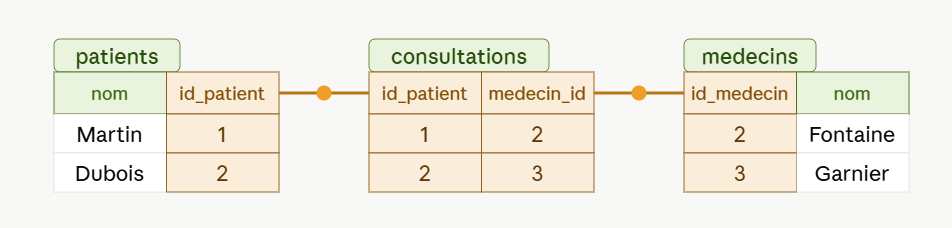 patients consultations medecins
nom id_patient id_patient medecin_id id_medecin nom
Martin 1 1 2 2 Fontaine
Dubois 2 2 3 3 Garnier